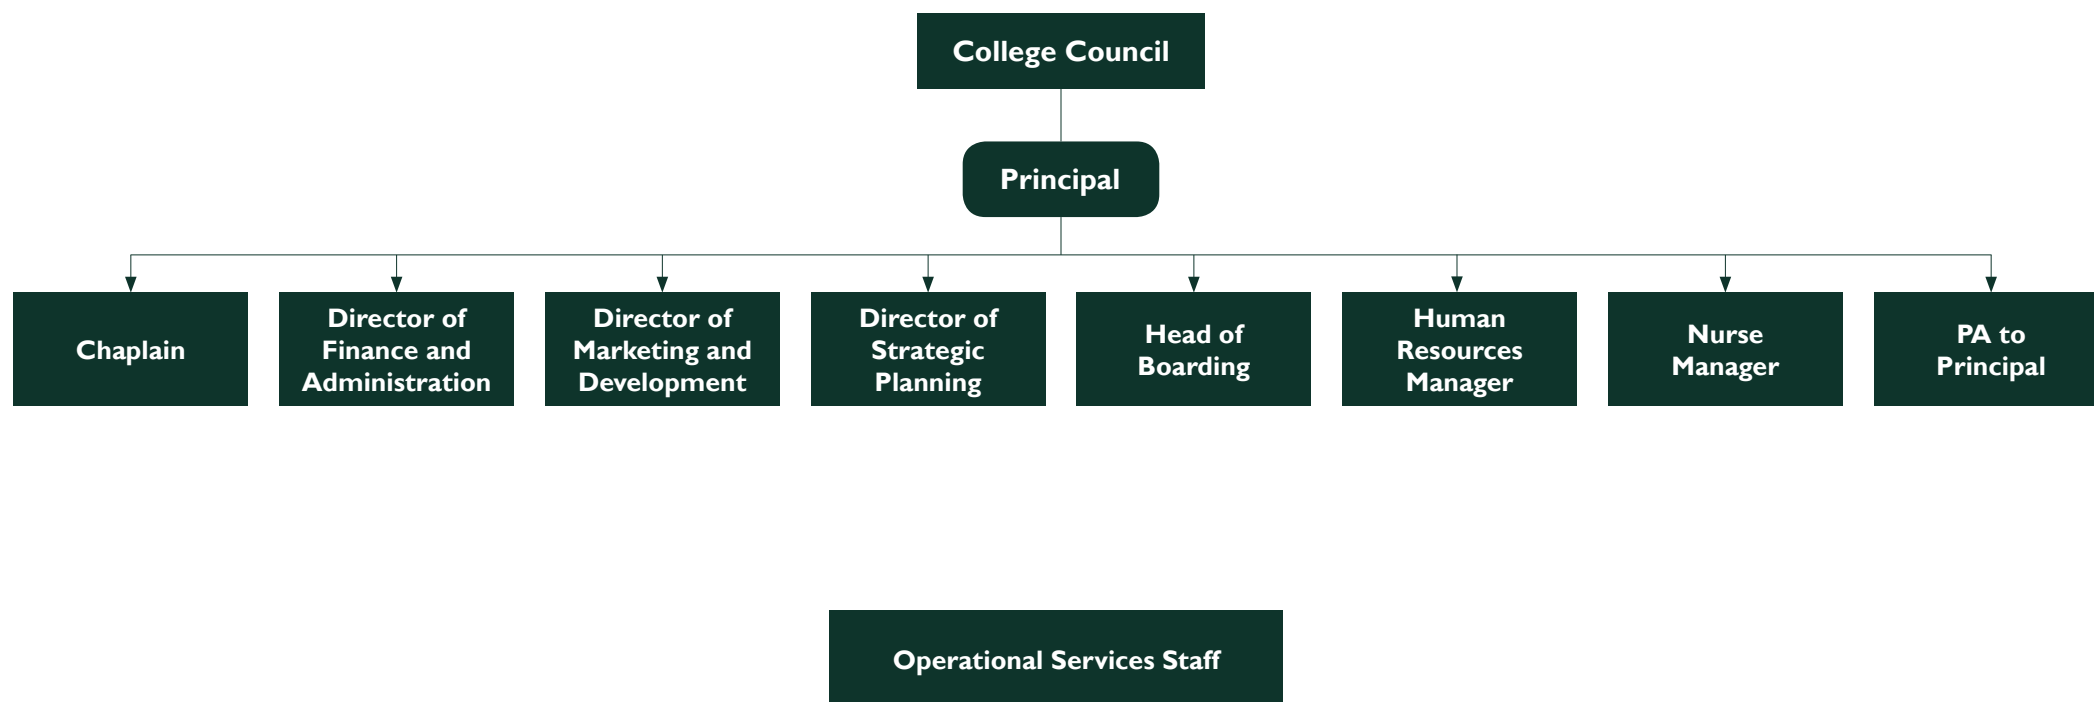 College Council
Principal
Chaplain
Director of
Finance and
Administration
Director of
Marketing and
Development
Director of
Strategic
Planning
Head of
Boarding
Human
Resources
Manager
Nurse
Manager
PA to
Principal
Operational Services Staff